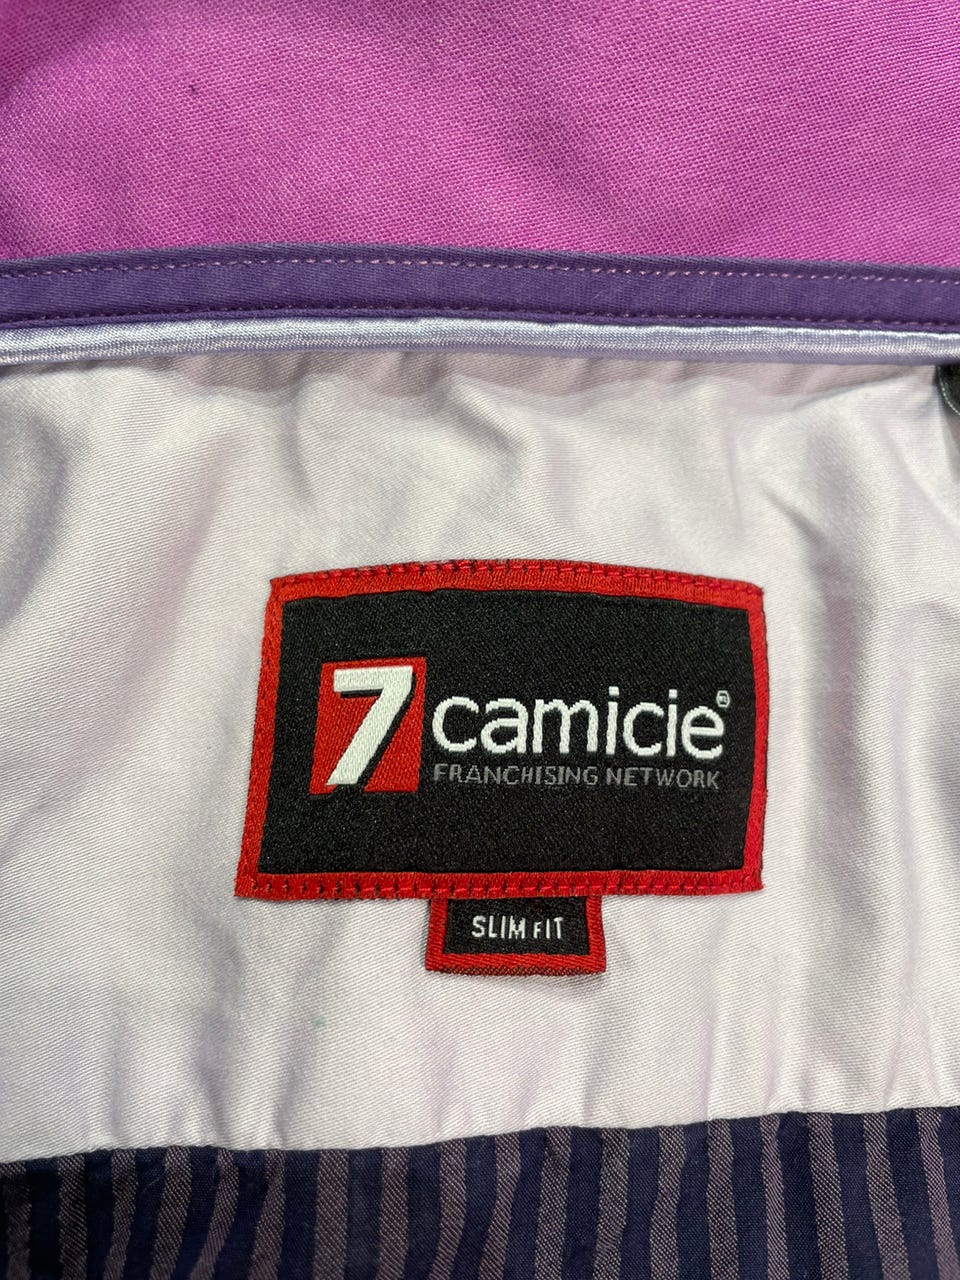 7camicie®
FRANCHISING NETWORK
SLIM FIT